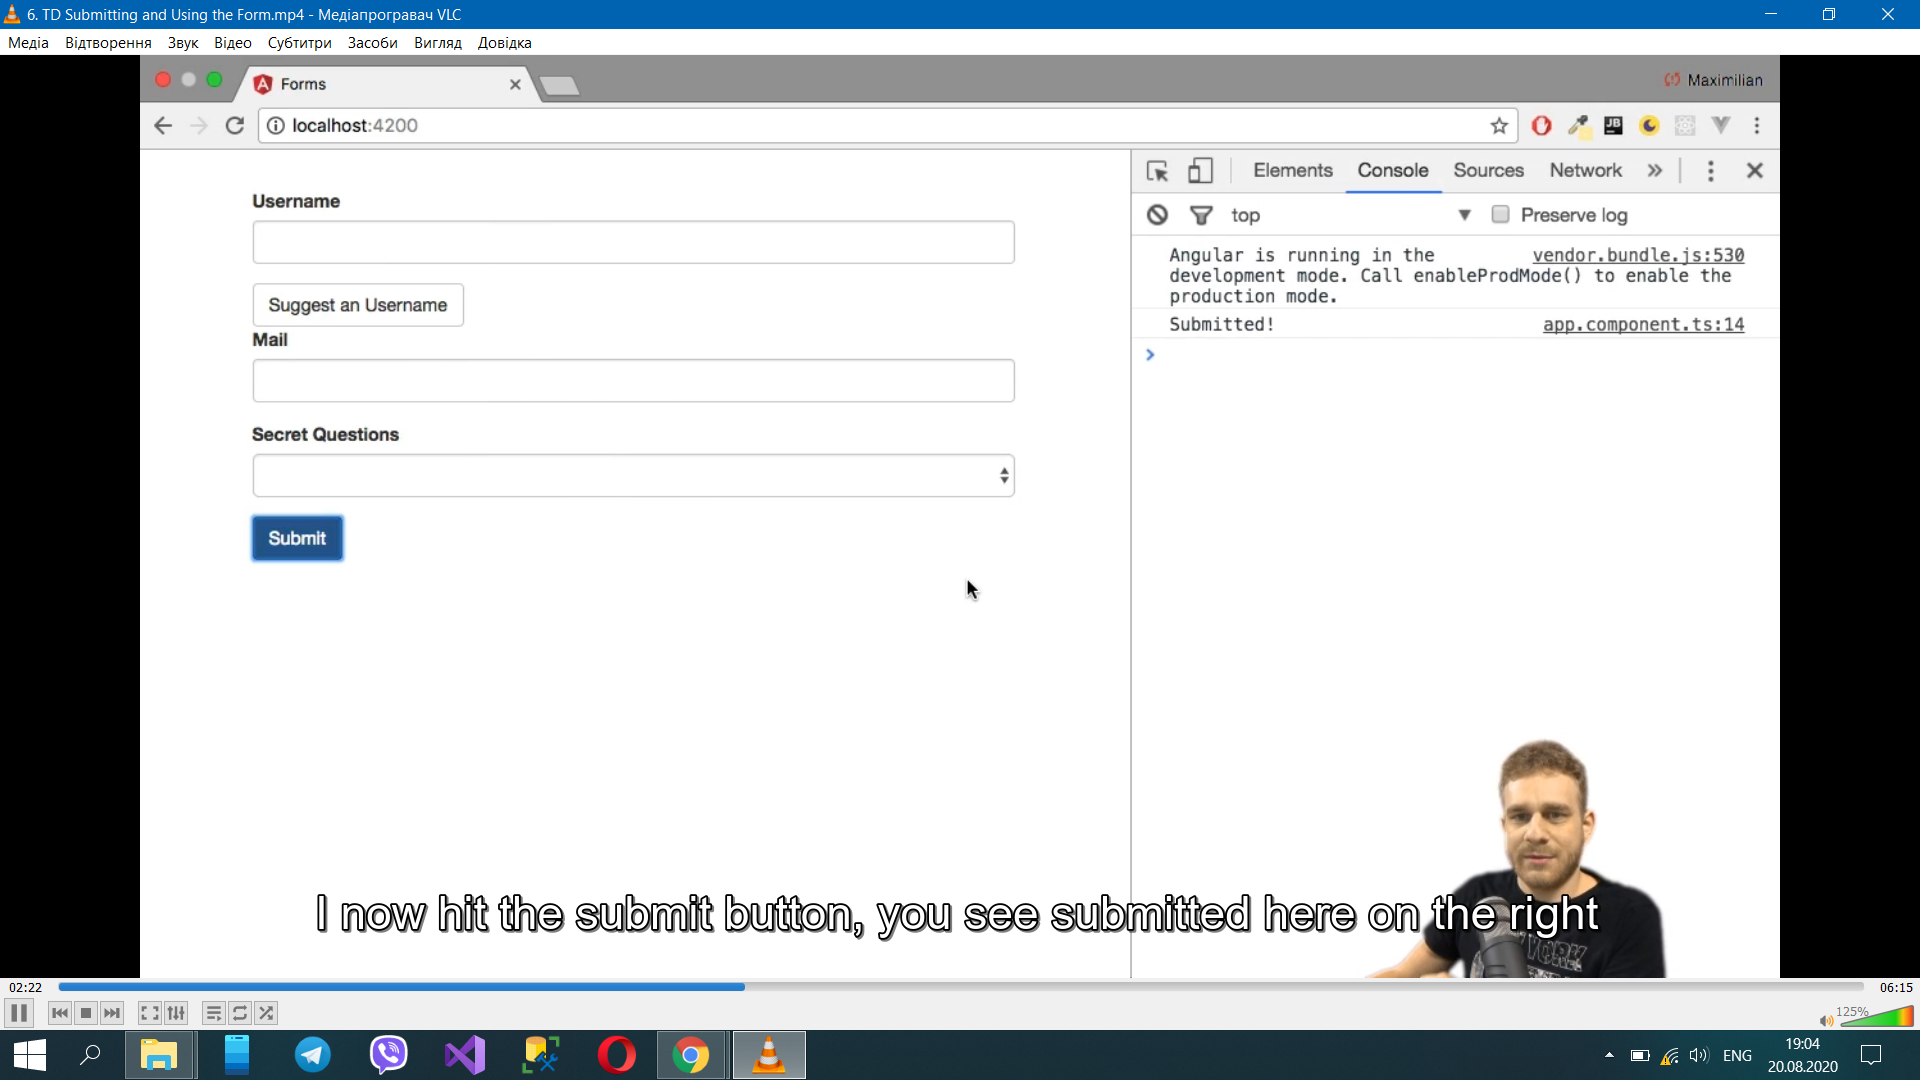 6. TD Submitting and Using the Form.mp4 - Медіапрогравач VLC
Медіа Відтворення Звук Відео Субтитри Засоби Вигляд Довідка
Forms
Maximilian
localhost:4200
JB
Elements Console Sources Network
top
Preserve log
Username
Suggest an Username
Mail
Secret Questions
Submit
Angular is running in the vendor.bundle.js:530
development mode. Call enableProdMode() to enable the
production mode.
Submitted! app.component.ts:14
YORK
I now hit the submit button, you see submitted here on the right
02:22
06:15
125%
ENG
19:04
20.08.2020